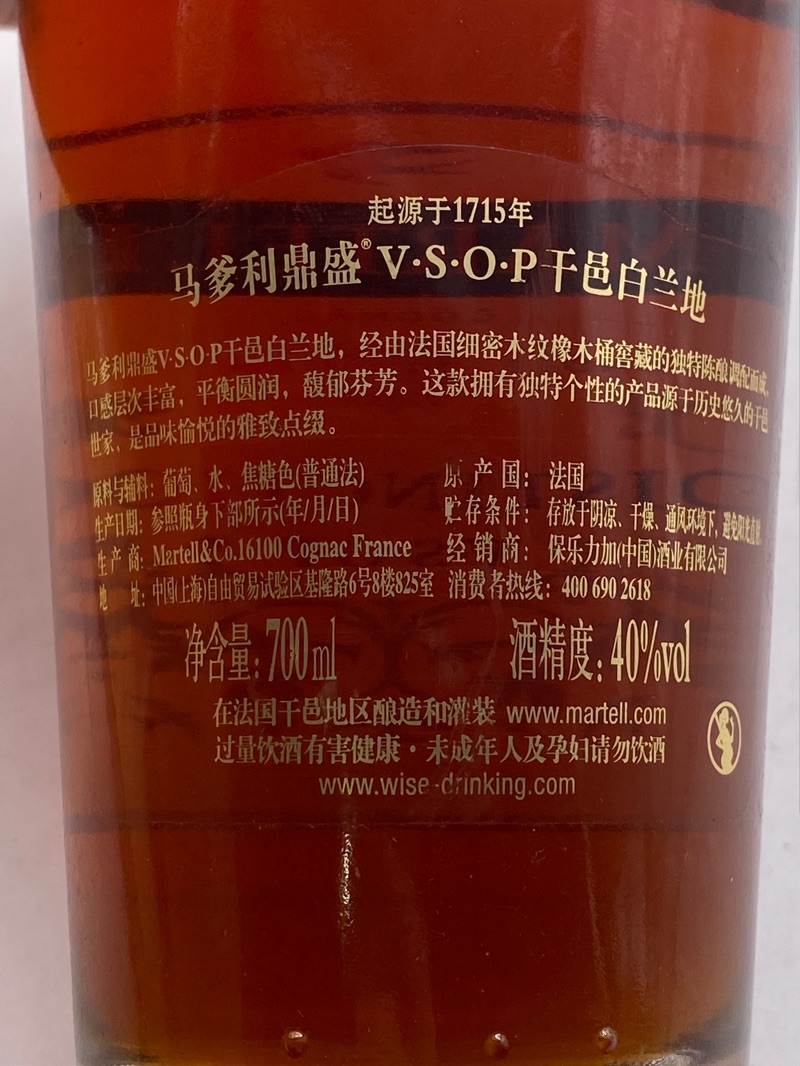 起源于1715年
马爹利鼎盛® V·S·O·P干邑白兰地
马爹利鼎盛V·S·O·P干邑白兰地，经由法国细密木纹橡木桶窖藏的独特陈酿调配而成，
口感层次丰富，平衡圆润，馥郁芬芳。这款拥有独特个性的产品源于历史悠久的干邑
世家，是品味愉悦的雅致点缀。
原料与辅料：葡萄、水、焦糖色(普通法) 原产国：法国
生产日期：参照瓶身下部所示(年/月/日) 贮存条件：存放于阴凉、干燥、通风环境下，避免阳光直射。
生产商：Martell&Co.16100 Cognac France 经销商：保乐力加(中国)酒业有限公司
地址：中国(上海)自由贸易试验区基隆路6号8楼825室 消费者热线：400 690 2618
净含量：700ml 酒精度：40%vol
在法国干邑地区酿造和灌装 www.martell.com
过量饮酒有害健康·未成年人及孕妇请勿饮酒
www.wise-drinking.com